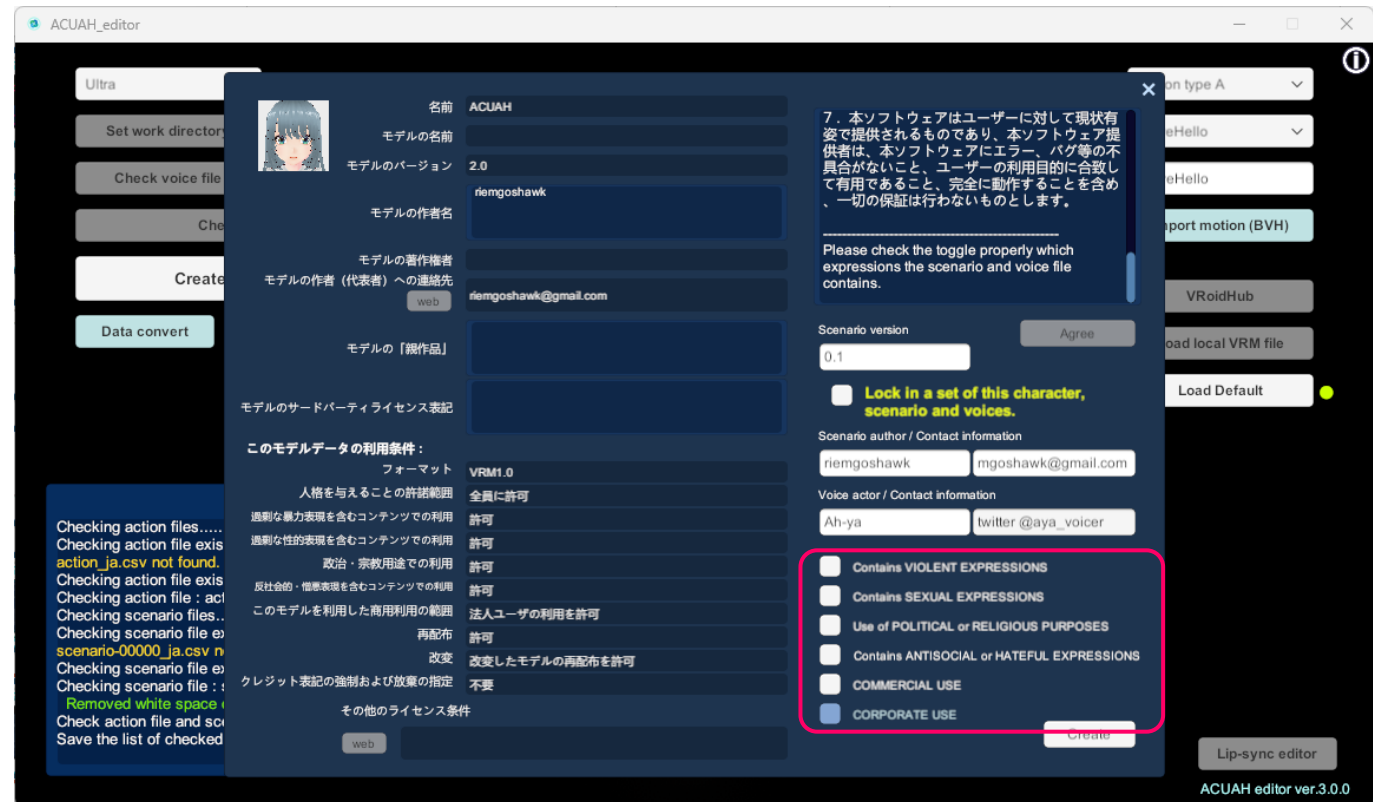 ACUAH_editor
Ultra
Set work directory
Check voice file
Che
Create
Data convert
名前 ACUAH
モデルの名前
モデルのバージョン 2.0
モデルの作者名 riemgoshawk
モデルの著作権者
モデルの作者（代表者）への連絡先
web riemgoshawk@gmail.com
モデルの「親作品」
モデルのサードパーティライセンス表記
このモデルデータの利用条件：
フォーマット VRM1.0
人格を与えることの許諾範囲 全員に許可
過剰な暴力表現を含むコンテンツでの利用 許可
過剰な性的表現を含むコンテンツでの利用 許可
政治・宗教用途での利用 許可
反社会的・憎悪表現を含むコンテンツでの利用 許可
このモデルを利用した商用利用の範囲 法人ユーザの利用を許可
再配布 許可
改変 改変したモデルの再配布を許可
クレジット表記の強制および放棄の指定 不要
その他のライセンス条件
web
7．本ソフトウェアはユーザーに対して現状有
姿で提供されるものであり、本ソフトウェア提
供者は、本ソフトウェアにエラー、バグ等の不
具合がないこと、ユーザーの利用目的に合致し
て有用であること、完全に動作することを含め
、一切の保証は行わないものとします。
------------------------------------------------
Please check the toggle properly which
expressions the scenario and voice file
contains.
Scenario version
Agree
0.1
Lock in a set of this character,
scenario and voices.
Scenario author / Contact information
riemgoshawk mgoshawk@gmail.com
Voice actor / Contact information
Ah-ya twitter @aya_voicer
Contains VIOLENT EXPRESSIONS
Contains SEXUAL EXPRESSIONS
Use of POLITICAL or RELIGIOUS PURPOSES
Contains ANTISOCIAL or HATEFUL EXPRESSIONS
COMMERCIAL USE
CORPORATE USE
Create
on type A
eHello
eHello
port motion (BVH)
VRoidHub
oad local VRM file
Load Default
Checking action files.....
Checking action file exis
action_ja.csv not found.
Checking action file exis
Checking action file : act
Checking scenario files..
Checking scenario file ex
scenario-00000_ja.csv n
Checking scenario file ex
Checking scenario file : s
Removed white space
Check action file and sce
Save the list of checked
Lip-sync editor
ACUAH editor ver.3.0.0